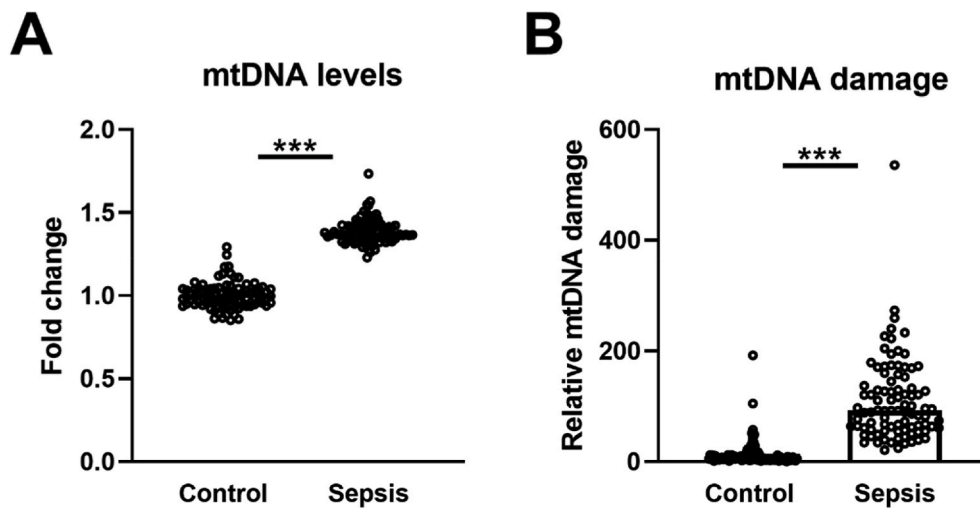 A
mtDNA levels
Fold change
2.0
1.5
1.0
0.5
0.0
***
Control
Sepsis
B
mtDNA damage
Relative mtDNA damage
600
400
200
0
***
Control
Sepsis